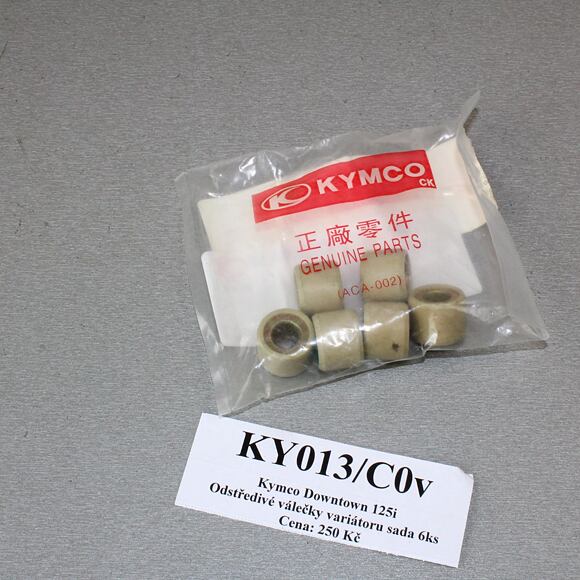 KYMCO
CK
正廠零件
GENUINE PARTS
(ACA-002)
KY013/C0v
Kymco Downtown 125i
Odstředivé válečky variátoru sada 6ks
Cena: 250 Kč